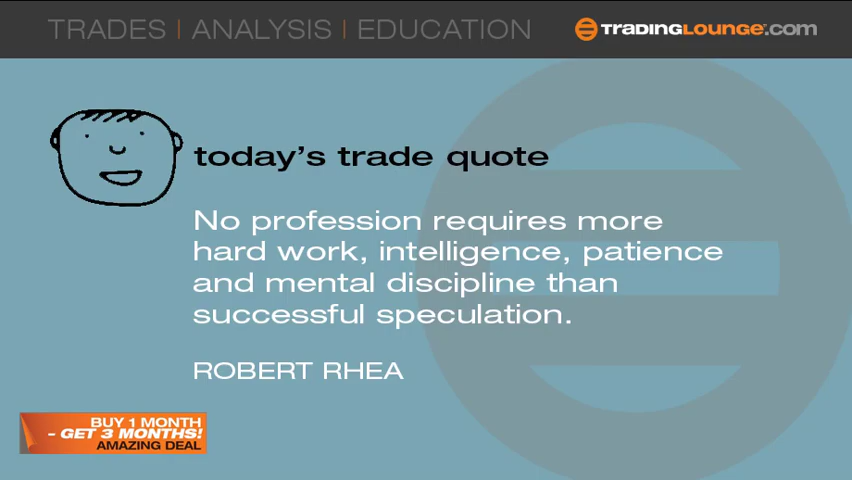 TRADES | ANALYSIS | EDUCATION
TRADINGLOUNGE™.com
today's trade quote
No profession requires more
hard work, intelligence, patience
and mental discipline than
successful speculation.
ROBERT RHEA
BUY 1 MONTH
- GET 3 MONTHS!
AMAZING DEAL